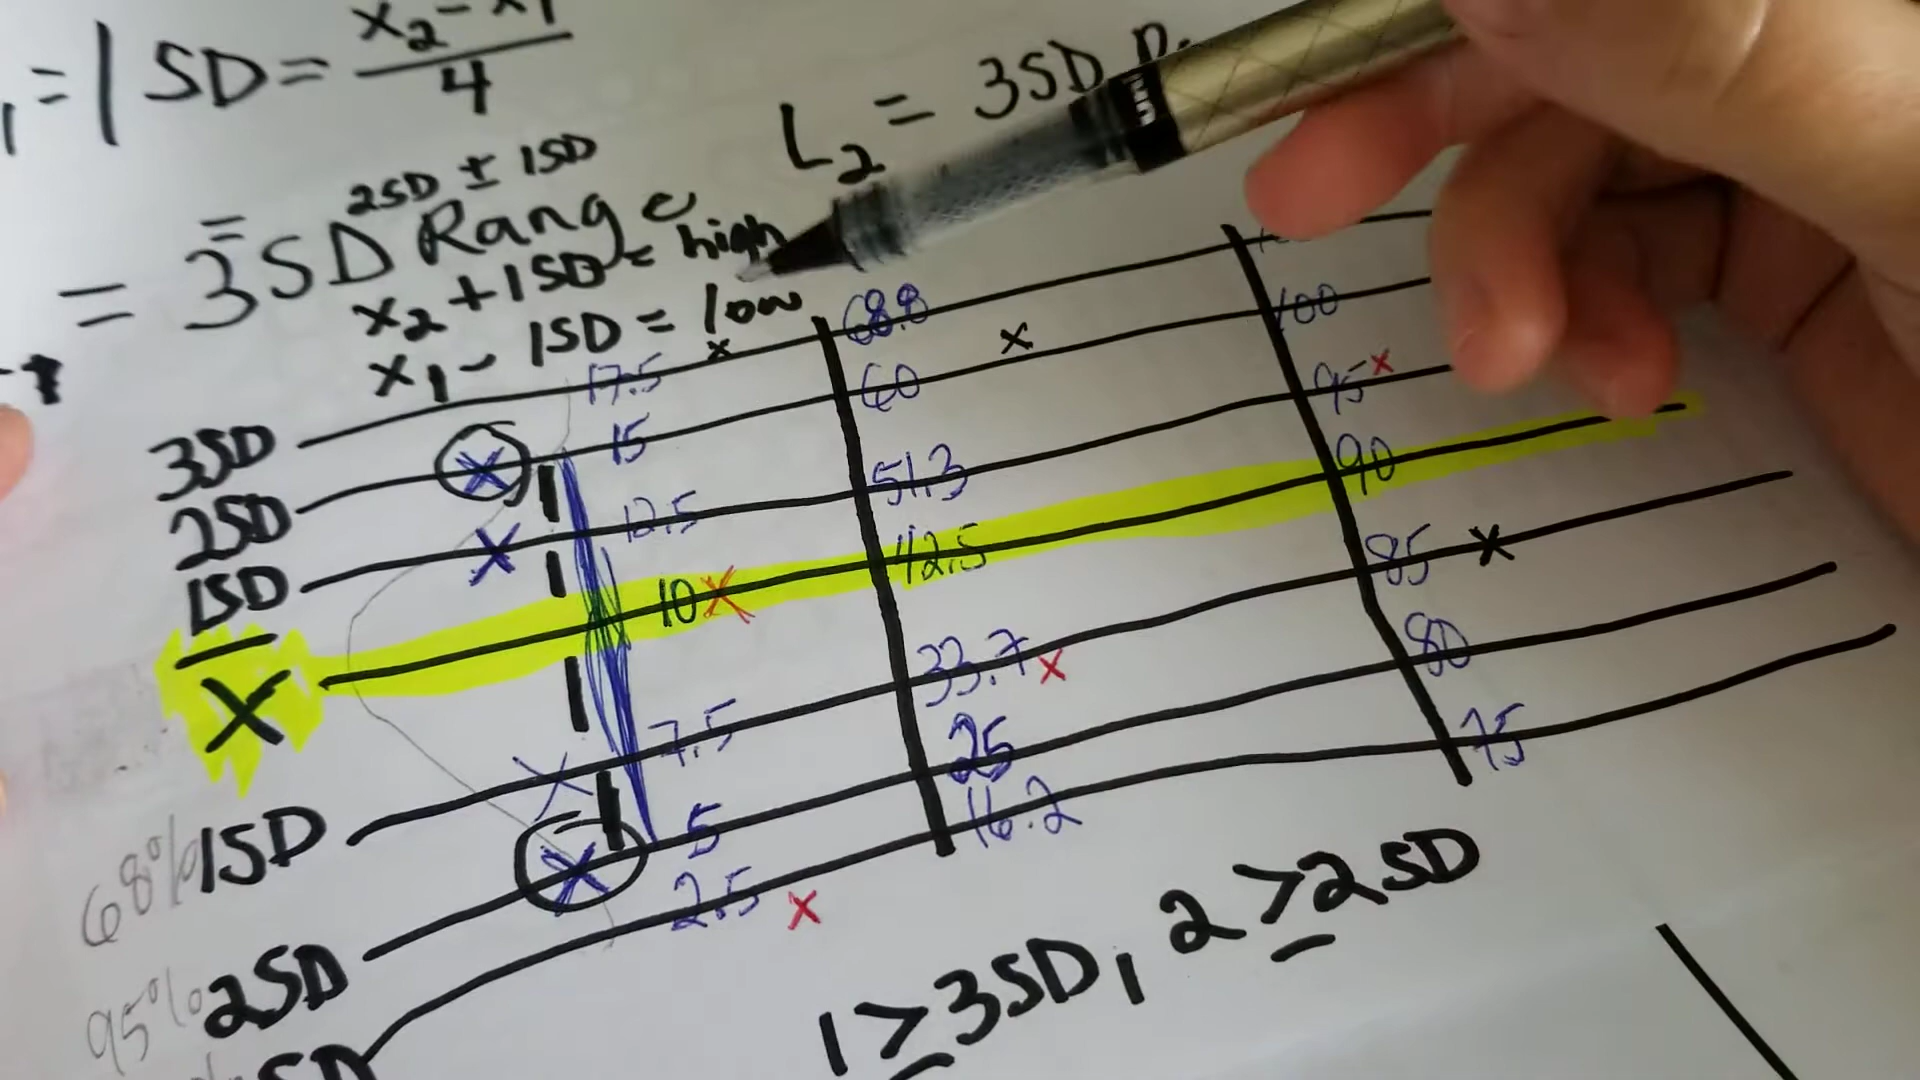 1 = 1SD = x2 - x1
4
L2 = 3SD
2SD ± 1SD
= 3SD Range
x2 + 1SD = high
x1 - 1SD = low
3SD 17.5 x 68.8 x
2SD x 15 60 100
1SD x 12.5 51.3 95 x
X 10 x 42.5 90
68% 1SD x 7.5 33.7 x 85 x
95% 2SD x 5 25 80
SD 2.5 x 16.2 75
1 ≥ 3SD, 2 ≥ 2SD
uni